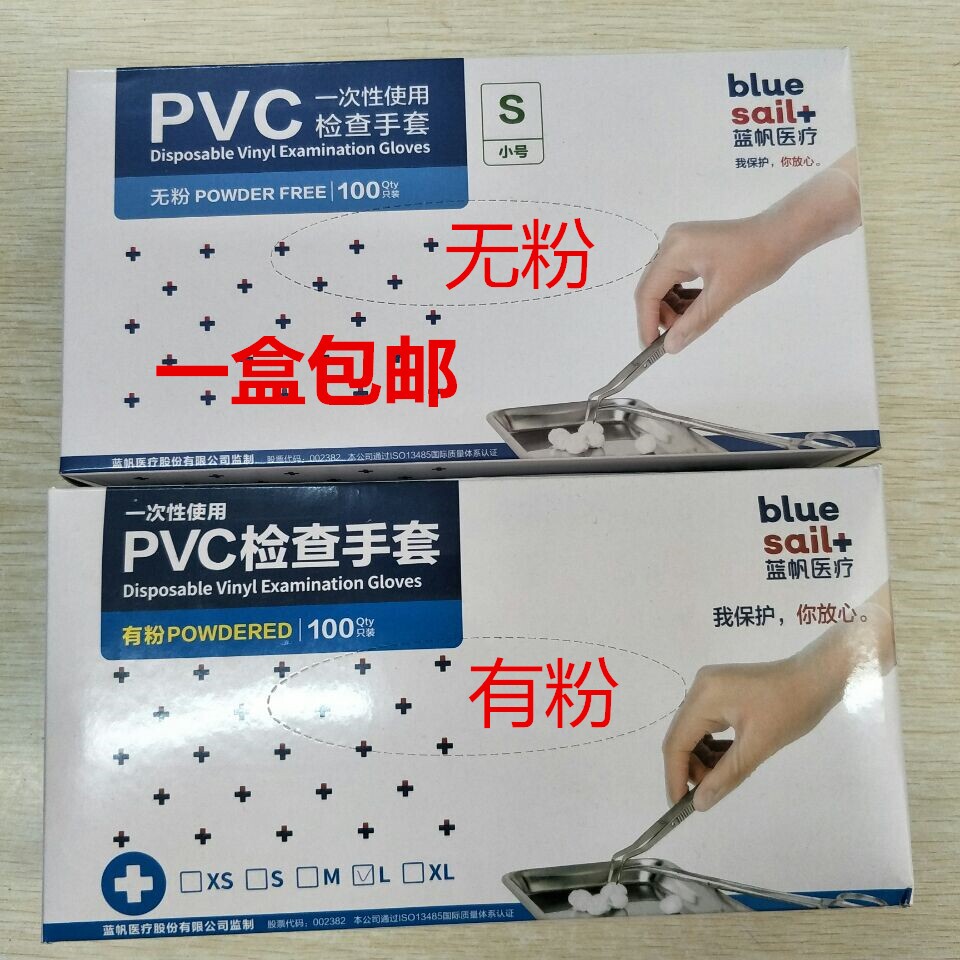 PVC 一次性使用
检查手套
Disposable Vinyl Examination Gloves
无粉 POWDER FREE | 100 Qty 只装
S
小号
blue
sail+
蓝帆医疗
我保护，你放心。
无粉
一盒包邮
蓝帆医疗股份有限公司监制 股票代码：002382 本公司通过ISO13485国际质量体系认证
一次性使用
PVC检查手套
Disposable Vinyl Examination Gloves
有粉POWDERED | 100 Qty 只装
blue
sail+
蓝帆医疗
我保护，你放心。
有粉
XS S M L XL
蓝帆医疗股份有限公司监制 股票代码：002382 本公司通过ISO13485国际质量体系认证